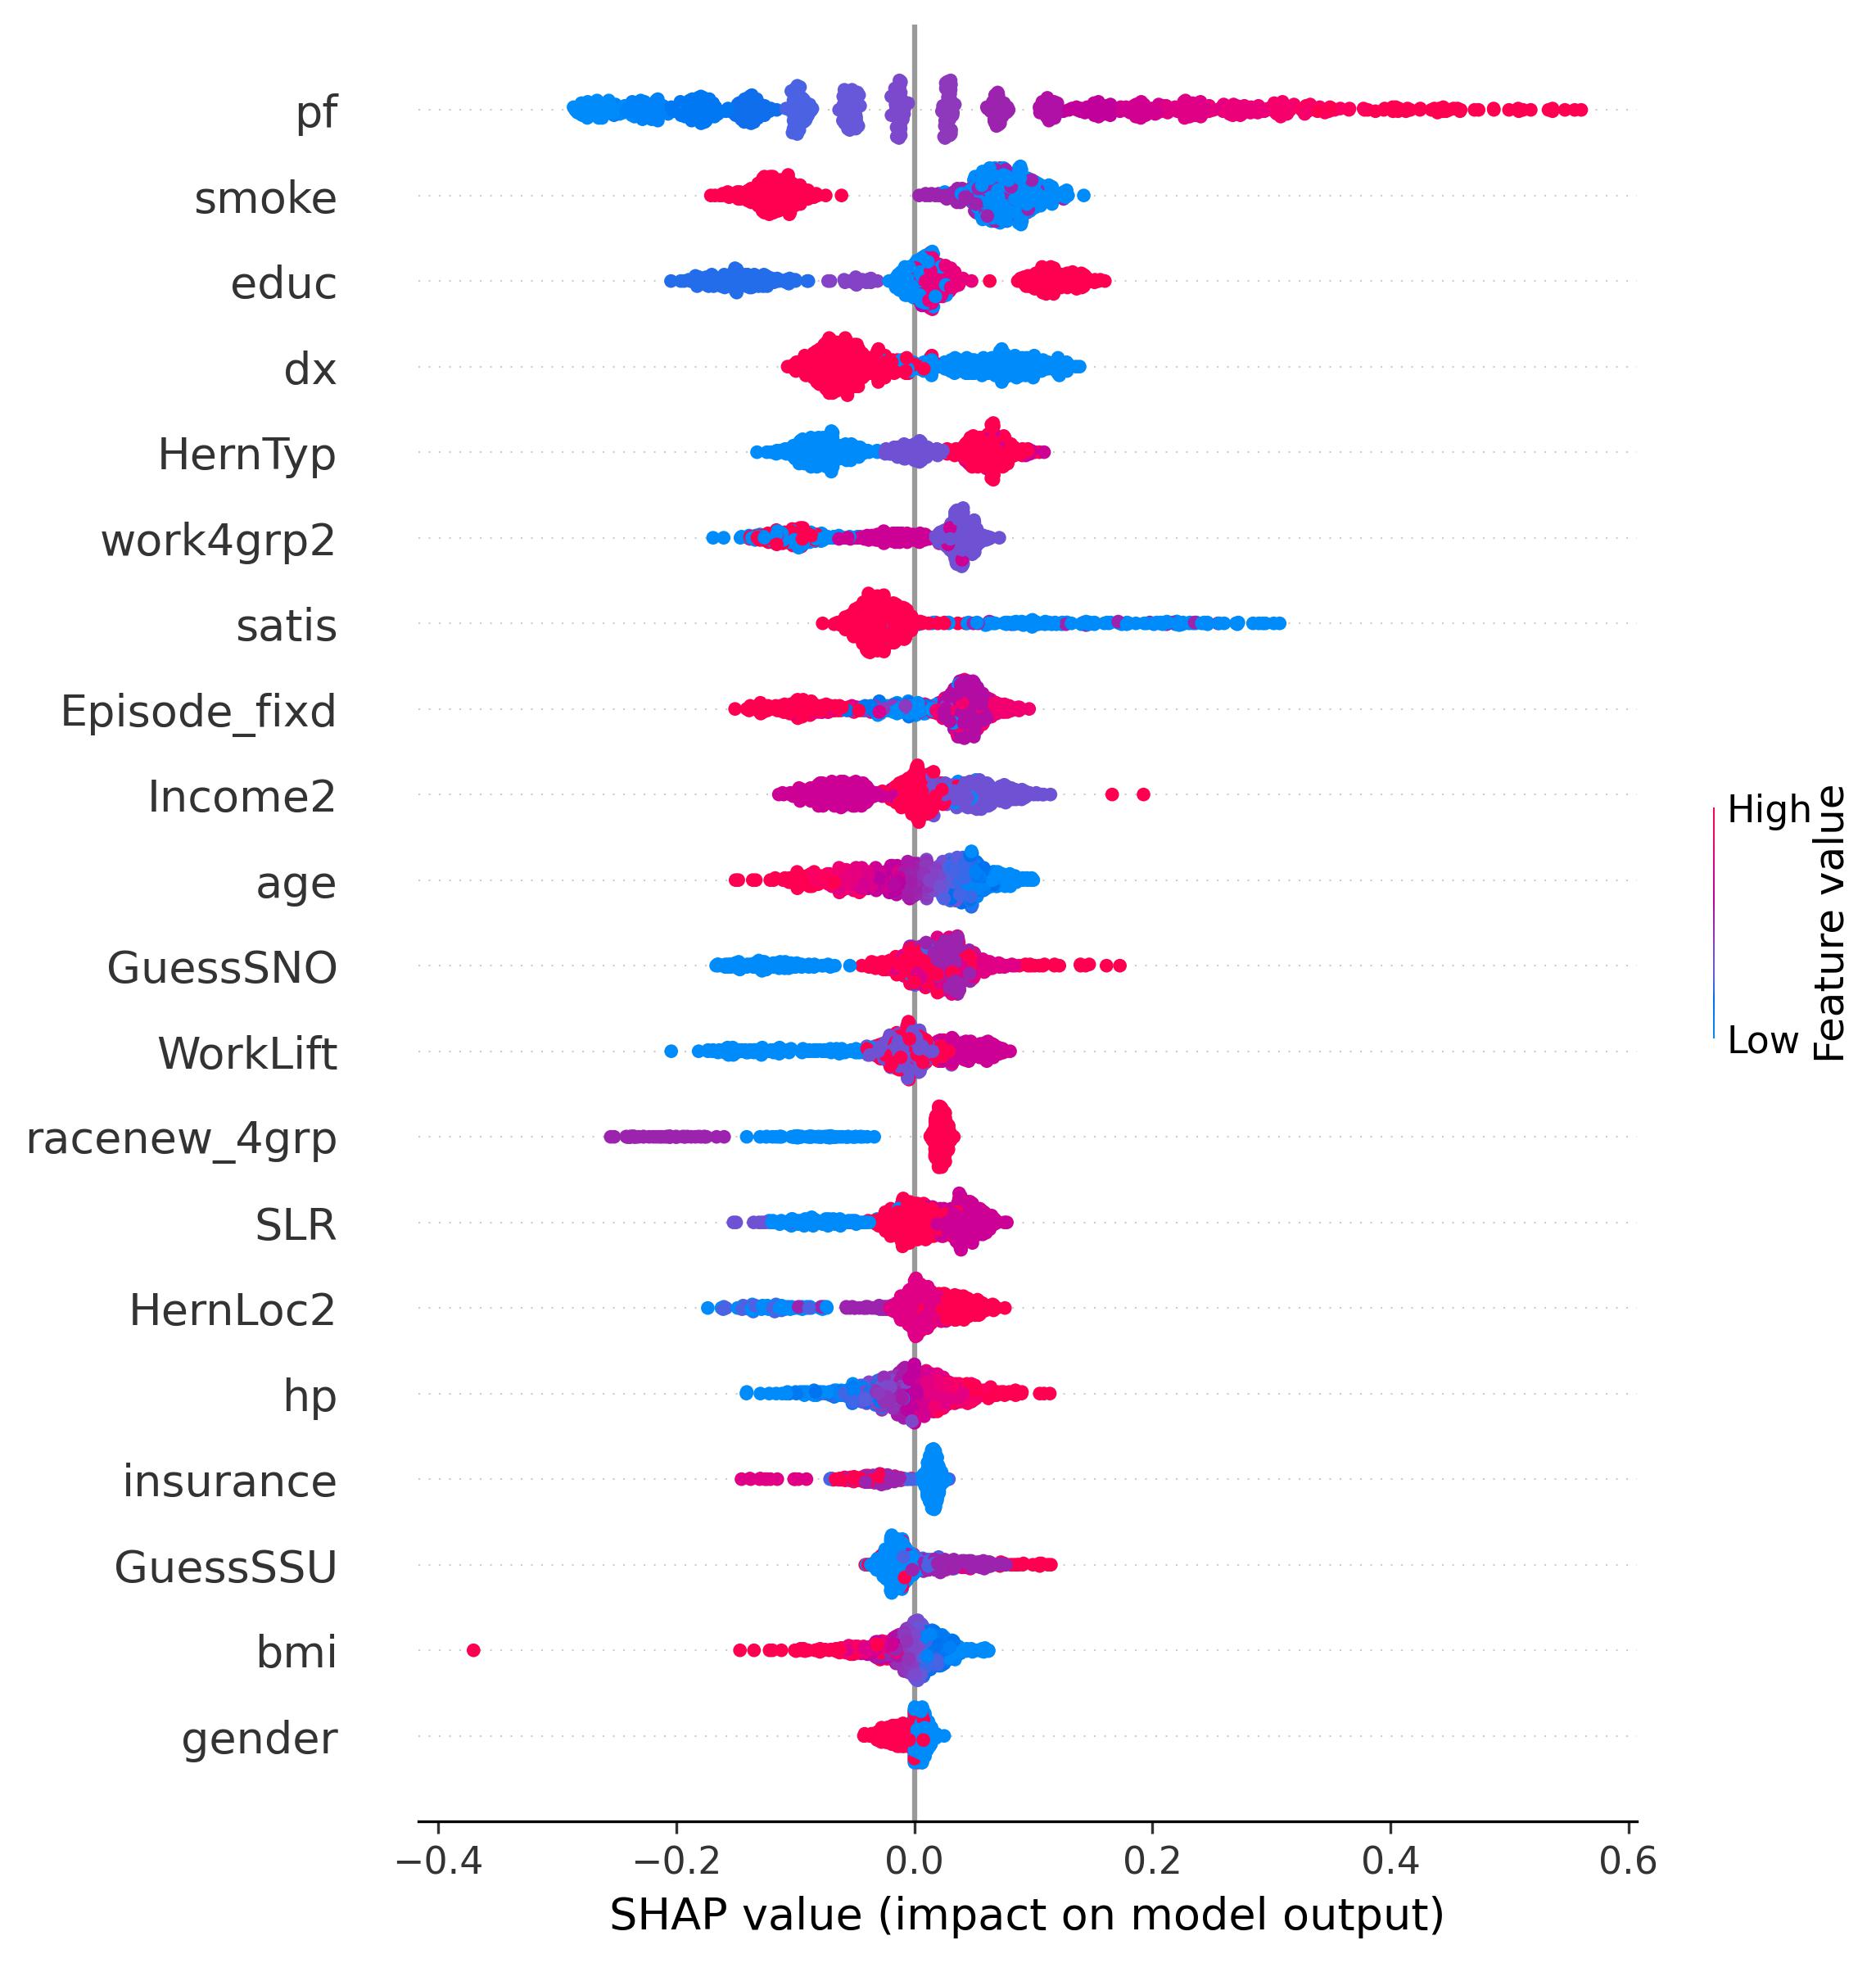 pf
smoke
educ
dx
HernTyp
work4grp2
satis
Episode_fixd
Income2
age
GuessSNO
WorkLift
racenew_4grp
SLR
HernLoc2
hp
insurance
GuessSSU
bmi
gender
−0.4 −0.2 0.0 0.2 0.4 0.6
SHAP value (impact on model output)
High
Low
Feature value